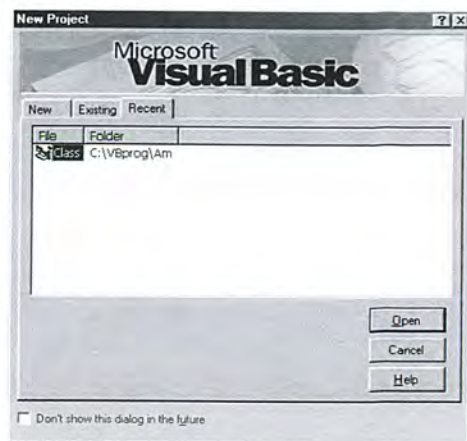 New Project
Microsoft
Visual Basic
New Existing Recent
File Folder
Class C:\VBprog\Am
Open
Cancel
Help
Don't show this dialog in the future